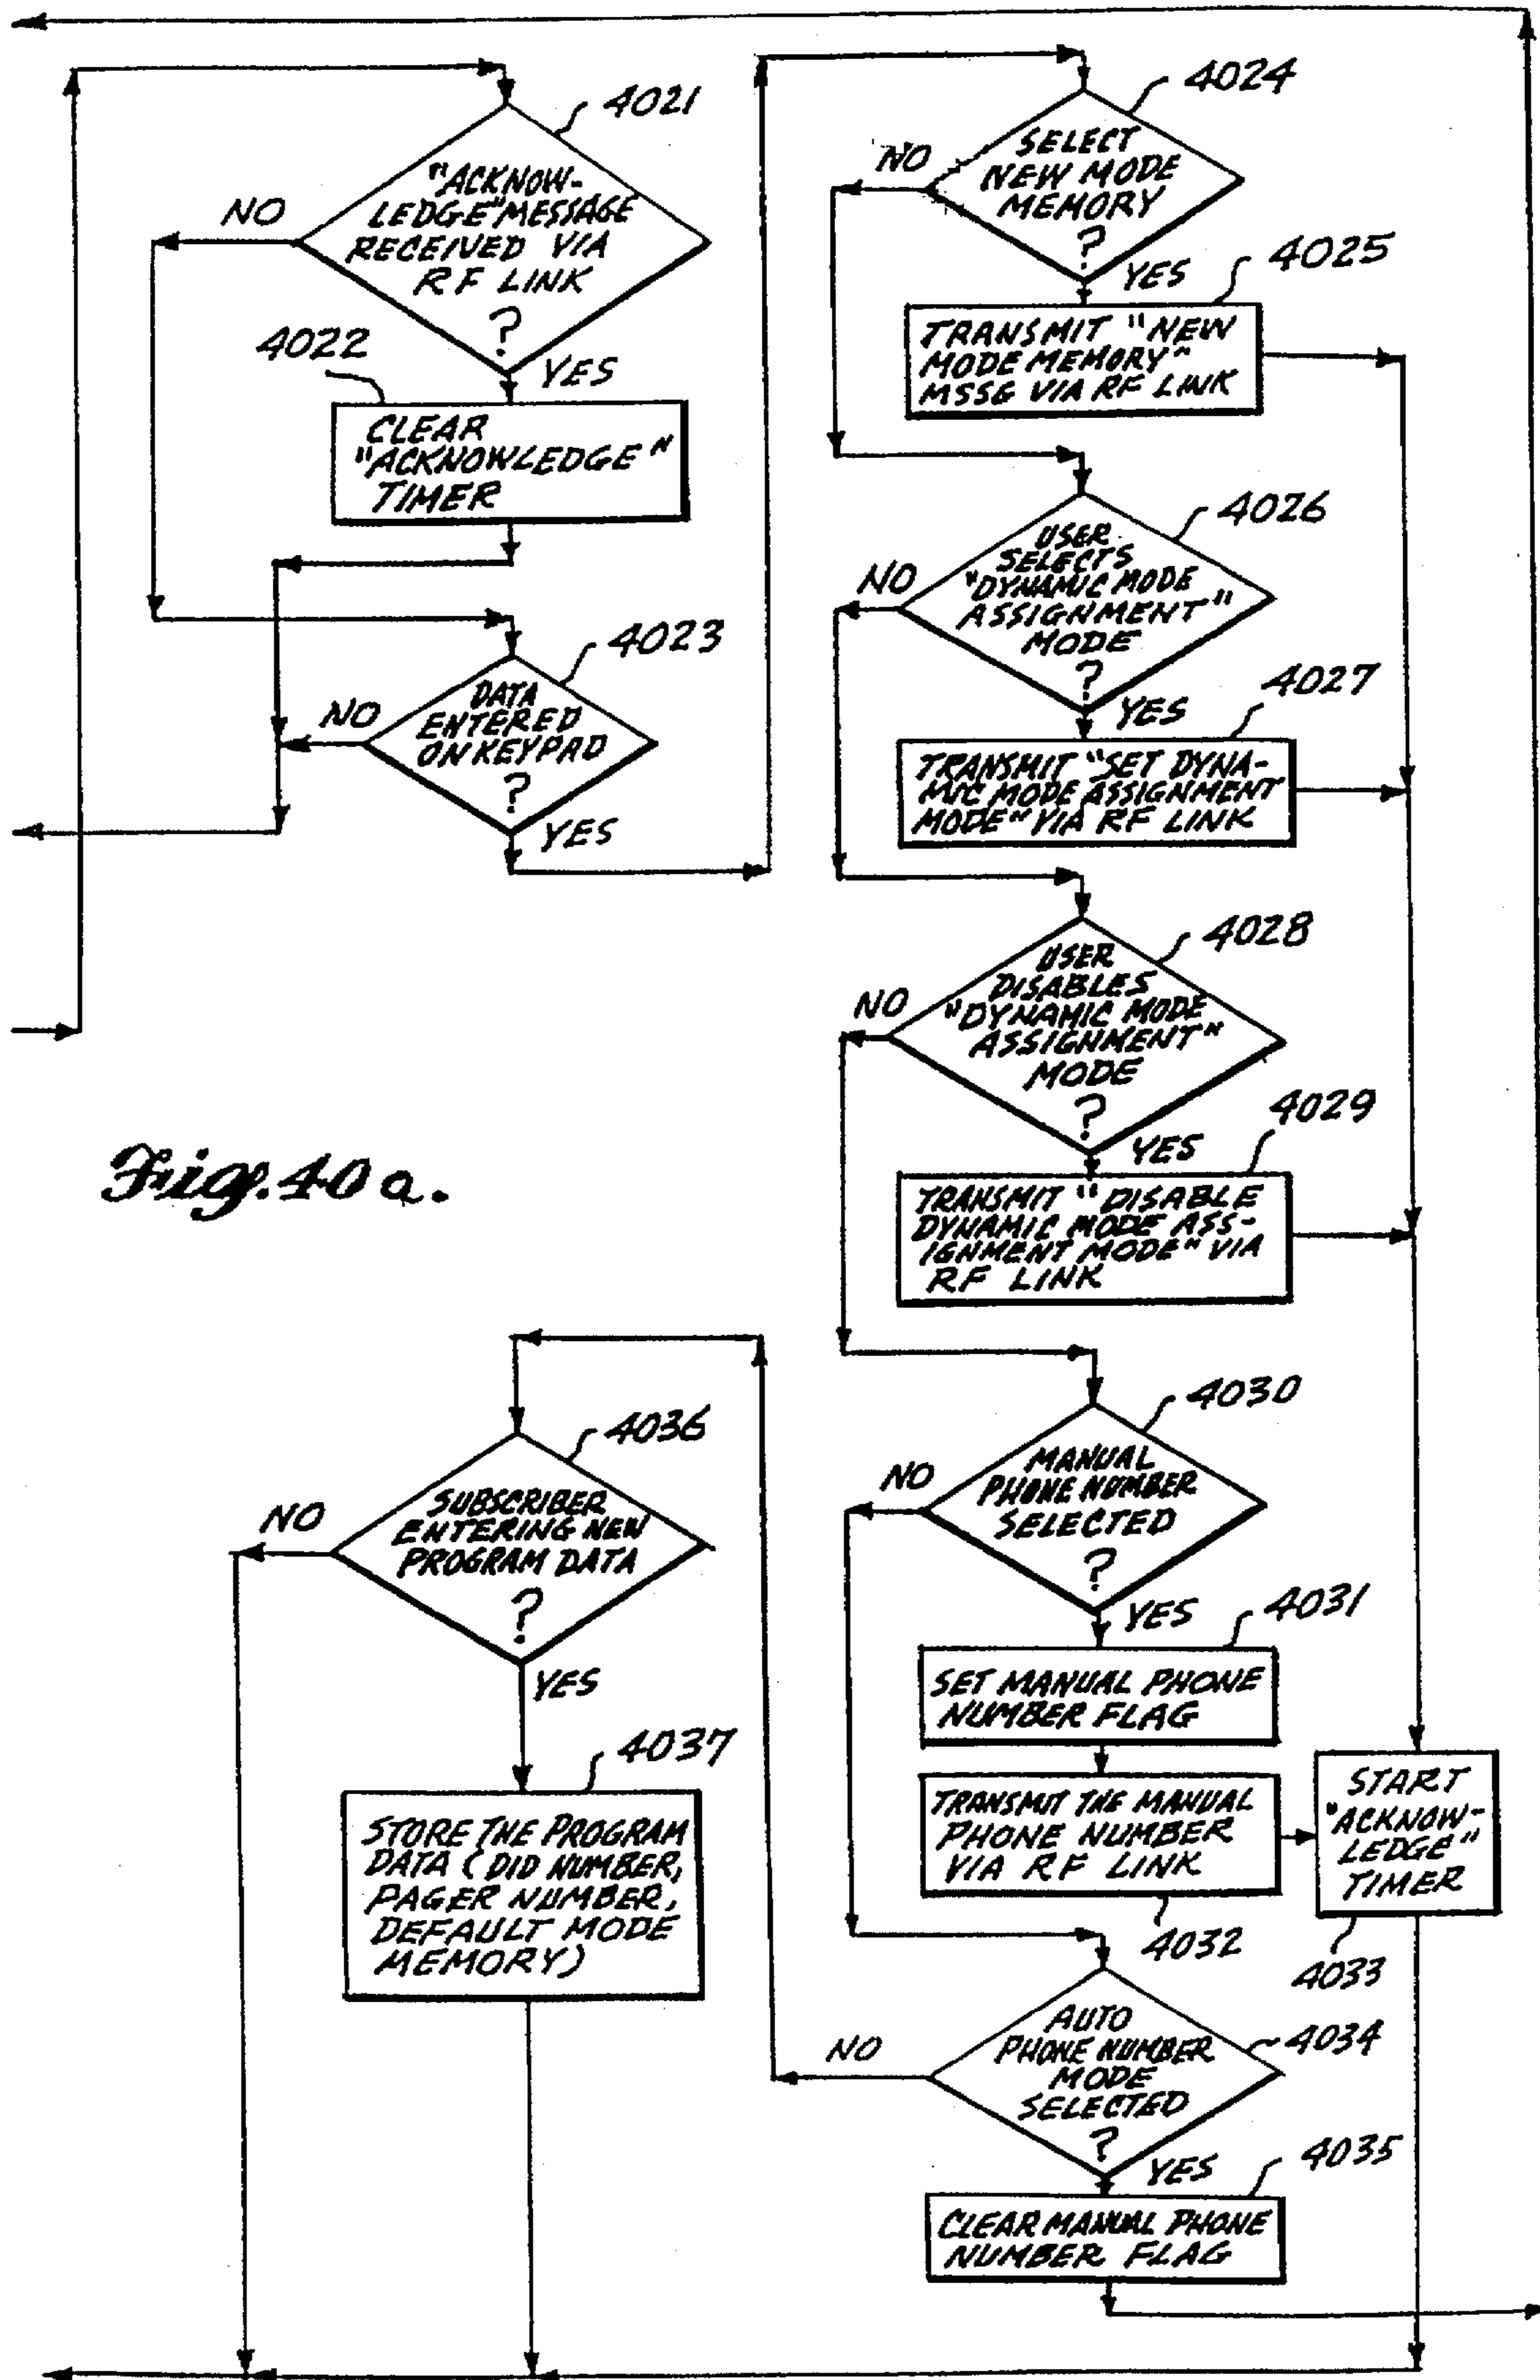 4021
"ACKNOW-
LEDGE" MESSAGE
RECEIVED VIA
RF LINK
?
NO
YES
4022
CLEAR
"ACKNOWLEDGE"
TIMER
4023
DATA
ENTERED
ON KEYPAD
?
NO
YES
4024
SELECT
NEW MODE
MEMORY
?
NO
YES
4025
TRANSMIT "NEW
MODE MEMORY"
MSSG VIA RF LINK
4026
USER
SELECTS
"DYNAMIC MODE
ASSIGNMENT"
MODE
?
NO
YES
4027
TRANSMIT "SET DYNA-
MIC MODE ASSIGNMENT
MODE" VIA RF LINK
4028
USER
DISABLES
"DYNAMIC MODE
ASSIGNMENT"
MODE
?
NO
YES
4029
TRANSMIT "DISABLE
DYNAMIC MODE ASS-
IGNMENT MODE" VIA
RF LINK
Fig. 40a.
4030
MANUAL
PHONE NUMBER
SELECTED
?
NO
YES
4031
SET MANUAL PHONE
NUMBER FLAG
TRANSMIT THE MANUAL
PHONE NUMBER
VIA RF LINK
4032
START
"ACKNOW-
LEDGE"
TIMER
4033
AUTO
PHONE NUMBER
MODE
SELECTED
?
4034
NO
YES
4035
CLEAR MANUAL PHONE
NUMBER FLAG
4036
SUBSCRIBER
ENTERING NEW
PROGRAM DATA
?
NO
YES
4037
STORE THE PROGRAM
DATA (DID NUMBER,
PAGER NUMBER,
DEFAULT MODE
MEMORY)